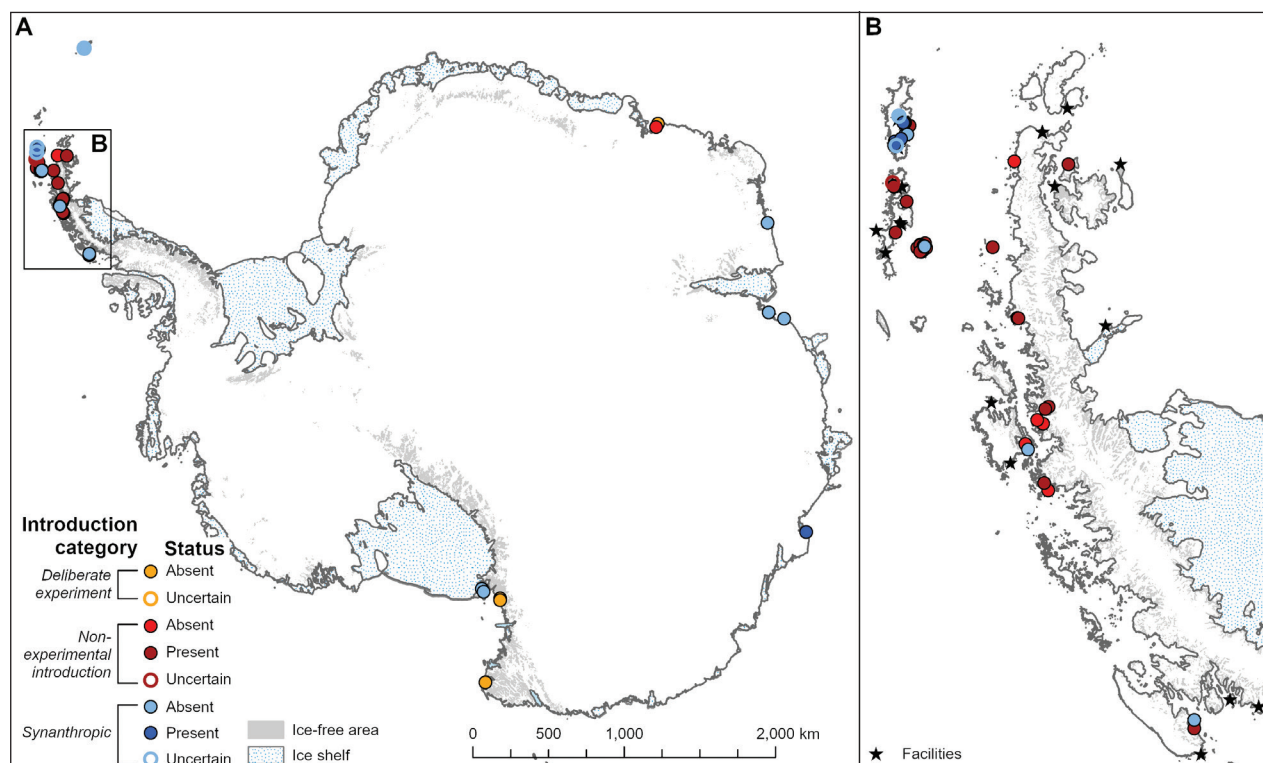 A
B
B
Introduction
category
Status
Deliberate
experiment
Absent
Uncertain
Non-
experimental
introduction
Absent
Present
Uncertain
Synanthropic
Absent
Present
Uncertain
Ice-free area
Ice shelf
0 500 1,000 2,000 km
Facilities